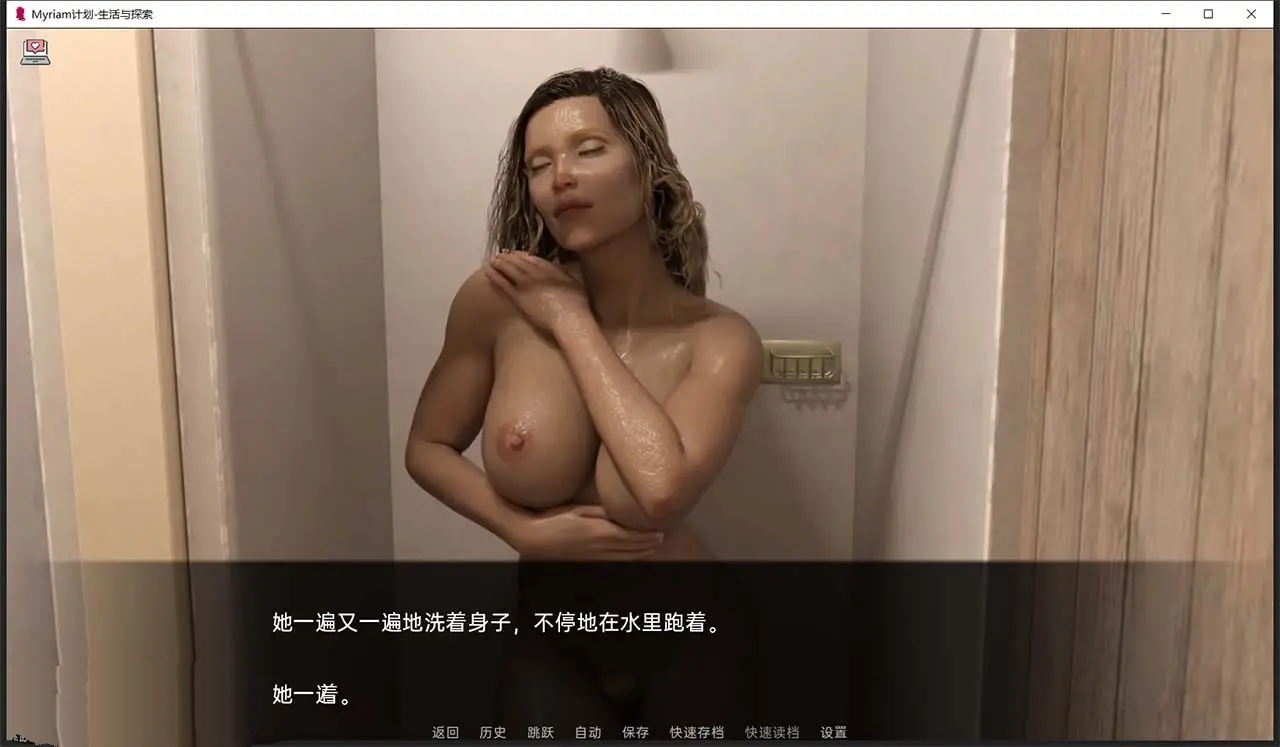 Myriam计划-生活与探索
她一遍又一遍地洗着身子，不停地在水里跑着。
她一遒。
返回 历史 跳跃 自动 保存 快速存档 快速读档 设置